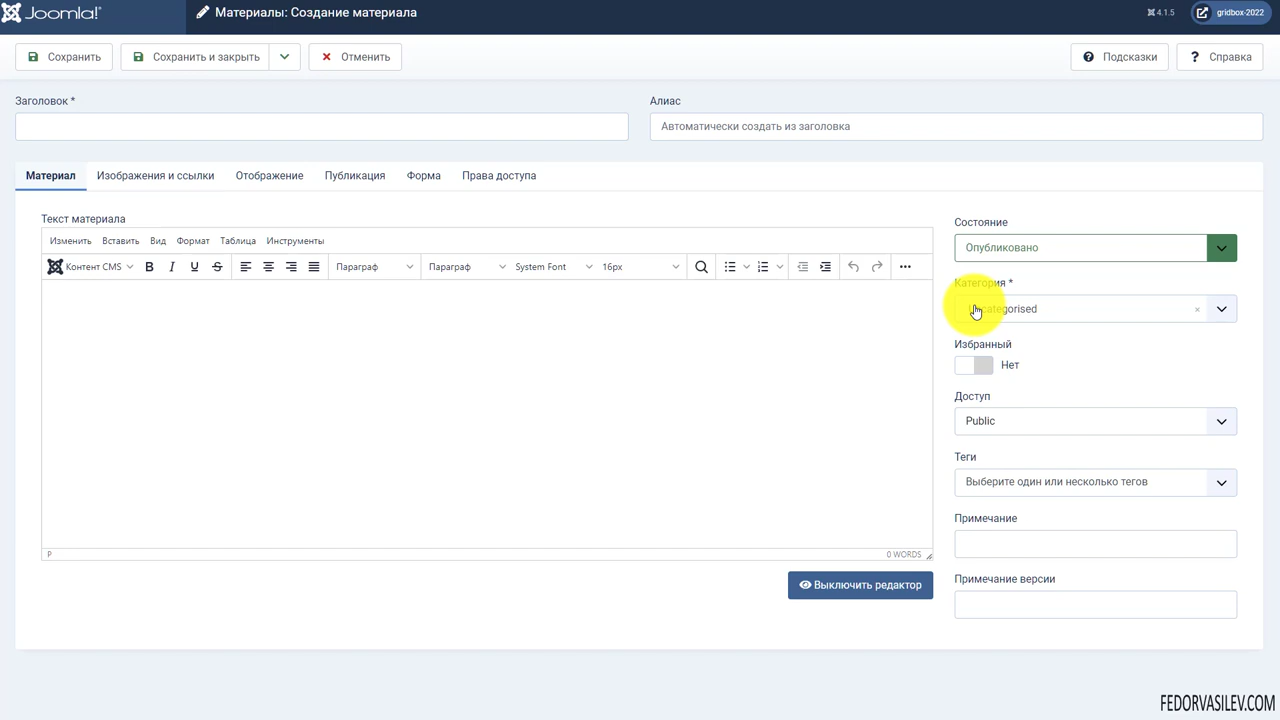 Joomla!
Материалы: Создание материала
4.1.5
gridbox-2022
Сохранить
Сохранить и закрыть
Отменить
Подсказки
? Справка
Заголовок *
Алиас
Автоматически создать из заголовка
Материал
Изображения и ссылки
Отображение
Публикация
Форма
Права доступа
Текст материала
Изменить
Вставить
Вид
Формат
Таблица
Инструменты
Контент CMS
B
I
U
S
Параграф
Параграф
System Font
16px
P
0 WORDS
Выключить редактор
Состояние
Опубликовано
Категория *
Uncategorised
Избранный
Нет
Доступ
Public
Теги
Выберите один или несколько тегов
Примечание
Примечание версии
FEDORVASILEV.COM